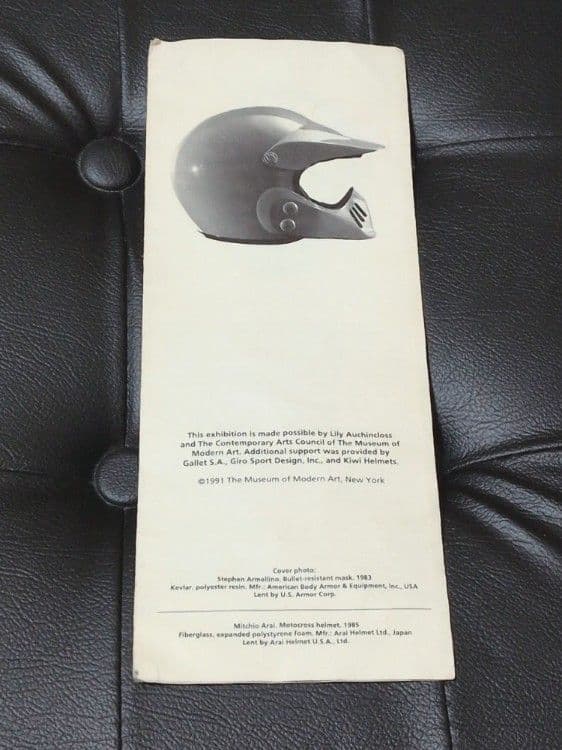 This exhibition is made possible by Lily Auchincloss
and The Contemporary Arts Council of The Museum of
Modern Art. Additional support was provided by
Gallet S.A., Giro Sport Design, Inc., and Kiwi Helmets.
©1991 The Museum of Modern Art, New York
Cover photo:
Stephen Armellino. Bullet-resistant mask. 1983
Kevlar, polyester resin. Mfr.: American Body Armor & Equipment, Inc., USA
Lent by U.S. Armor Corp.
Mitchio Arai. Motocross helmet. 1985
Fiberglass, expanded polystyrene foam. Mfr.: Arai Helmet Ltd., Japan
Lent by Arai Helmet U.S.A., Ltd.